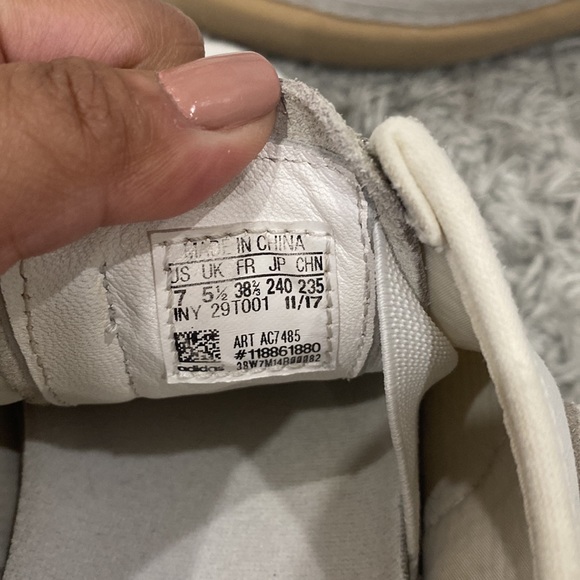 MADE IN CHINA
US UK FR JP CHN
7 5½ 38⅔ 240 235
INY 29T001 11/17
ART AC7485
#118861880
adidas